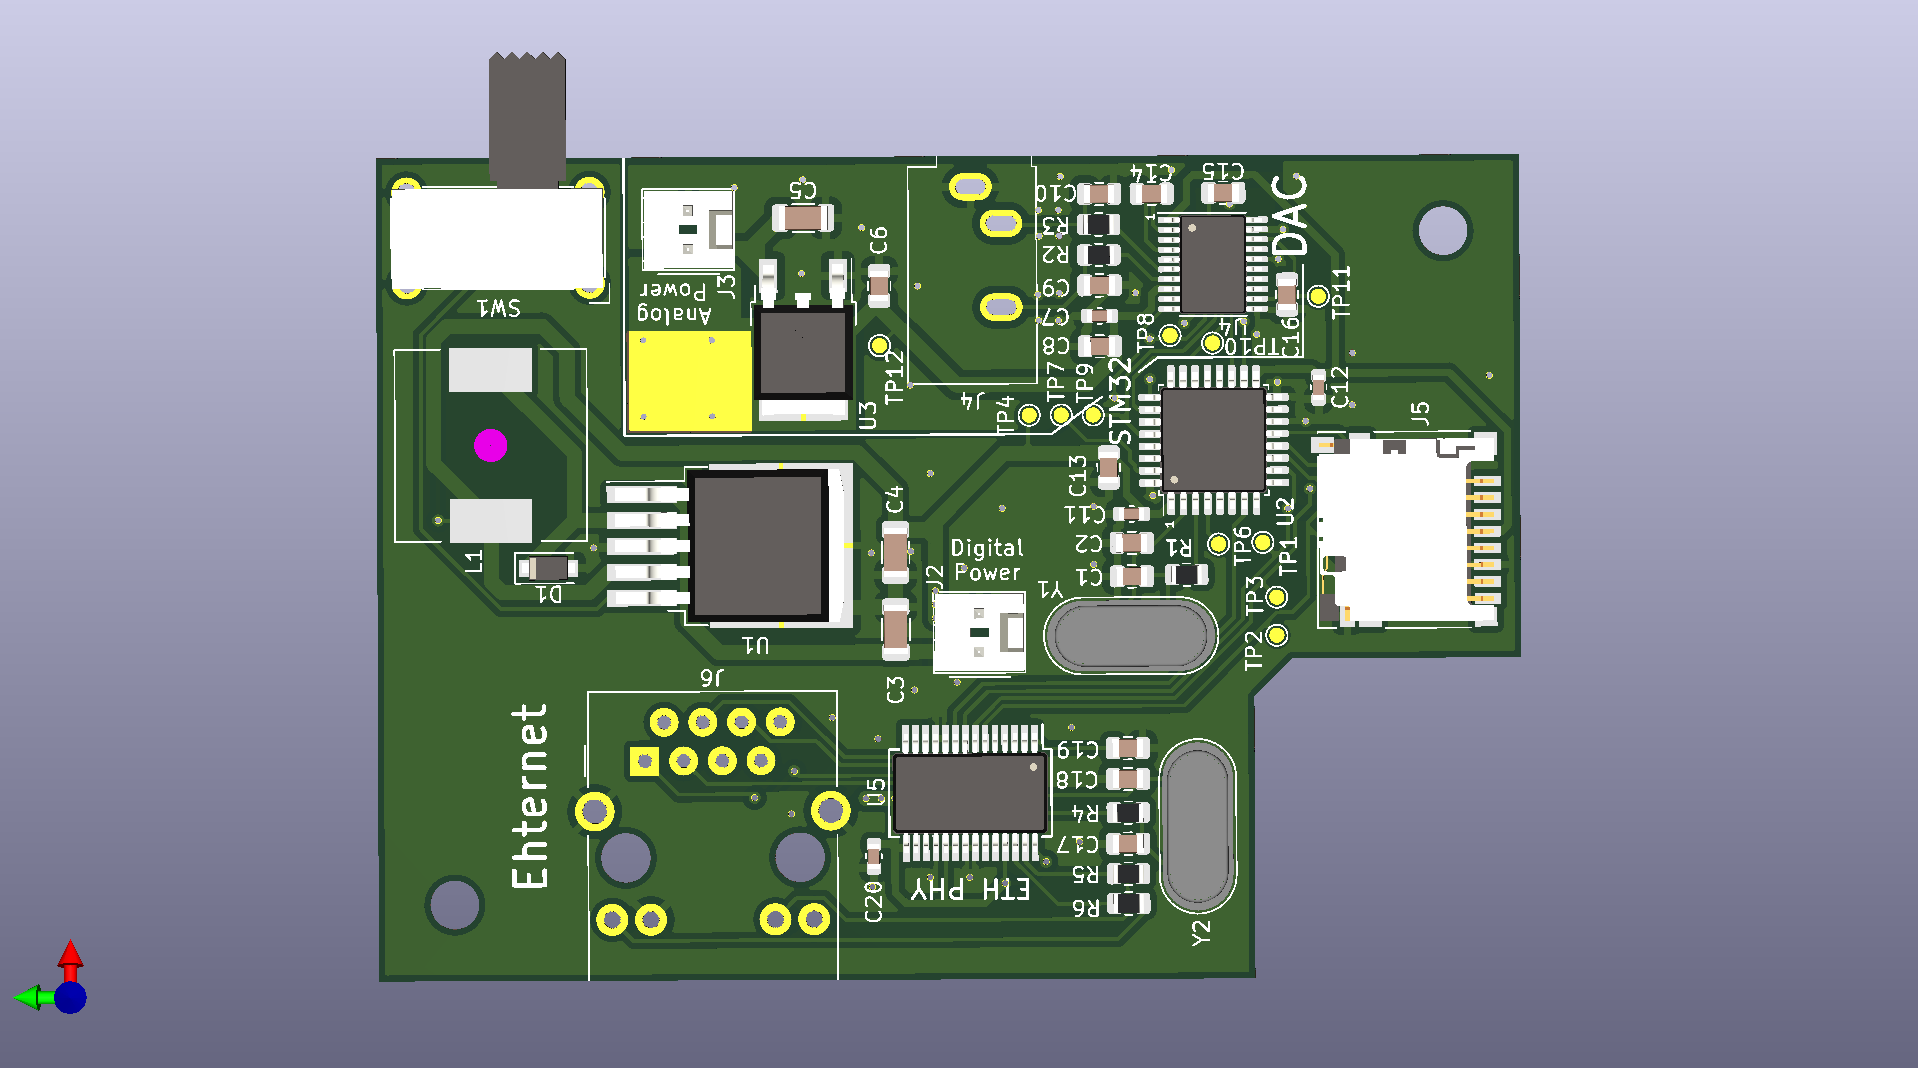 C5
C10
C14
C15
R3
DAC
R2
C6
J3
Analog
Power
C9
C7
C8
TP8
U4
TP10
C16
TP11
SW1
TP12
U3
J4
TP4
TP7
TP9
STM32
1
C12
J5
C13
C4
C11
1
U2
C2
R1
TP6
TP1
Digital
Power
C1
L1
D1
J2
Y1
TP3
TP2
U1
C3
J6
Ehternet
U5
C19
C18
R4
C17
R5
R6
C20
ETH PHY
Y2